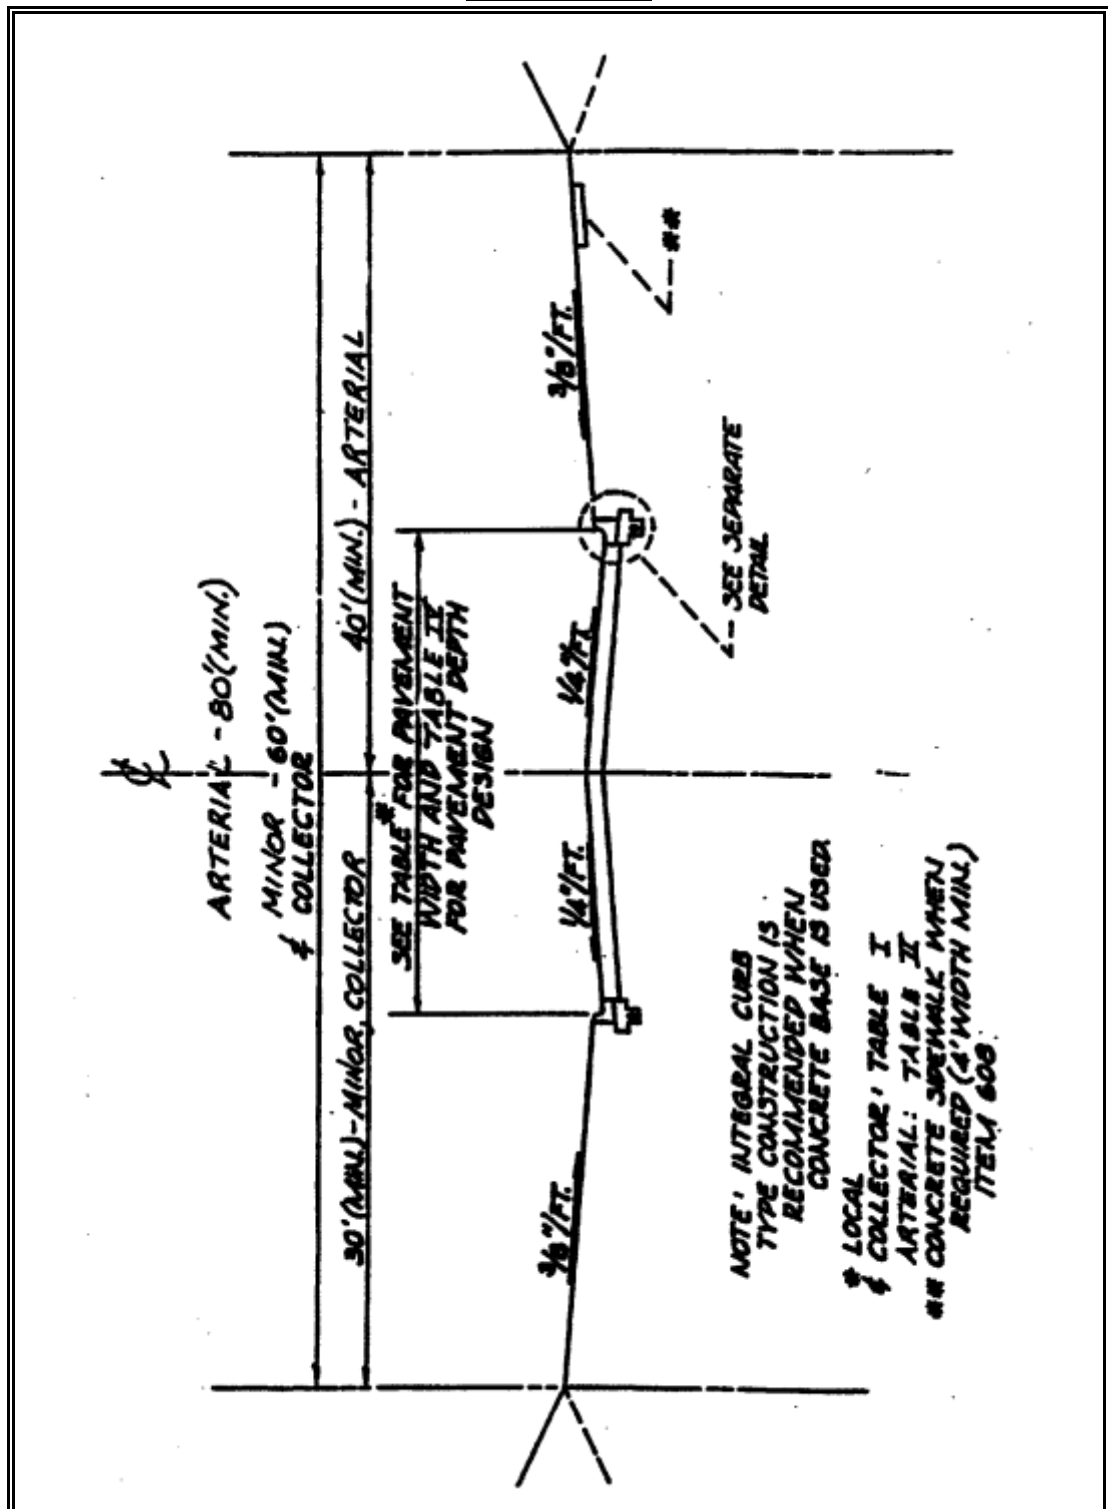 ℄
ARTERIAL - 80'(MIN.)
MINOR - 60'(MIN.)
& COLLECTOR
30'(MIN.)-MINOR, COLLECTOR
40'(MIN.) - ARTERIAL
SEE TABLE* FOR PAVEMENT
WIDTH AND TABLE IV
FOR PAVEMENT DEPTH
DESIGN
3/8"/FT.
1/4"/FT.
1/4"/FT.
3/8"/FT.
SEE SEPARATE
DETAIL
**
NOTE: INTEGRAL CURB
TYPE CONSTRUCTION IS
RECOMMENDED WHEN
CONCRETE BASE IS USED.
* LOCAL
& COLLECTOR: TABLE I
ARTERIAL: TABLE II
** CONCRETE SIDEWALK WHEN
REQUIRED (4' WIDTH MIN.)
ITEM 608